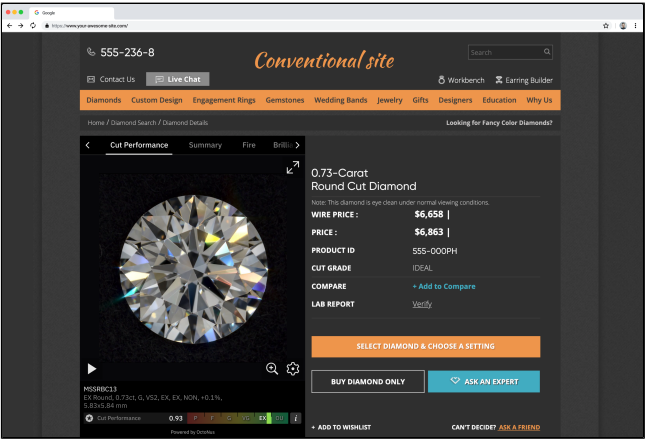 Google
https://www.your-awesome-site.com/
555-236-8
Conventional site
Search
Contact Us
Live Chat
Workbench
Earring Builder
Diamonds Custom Design Engagement Rings Gemstones Wedding Bands Jewelry Gifts Designers Education Why Us
Home / Diamond Search / Diamond Details
Looking for Fancy Color Diamonds?
Cut Performance Summary Fire Brillia
0.73-Carat
Round Cut Diamond
Note: This diamond is eye clean under normal viewing conditions.
WIRE PRICE : $6,658 |
PRICE : $6,863 |
PRODUCT ID 555-000PH
CUT GRADE IDEAL
COMPARE + Add to Compare
LAB REPORT Verify
SELECT DIAMOND & CHOOSE A SETTING
BUY DIAMOND ONLY
ASK AN EXPERT
MSSRBC13
EX Round, 0.73ct, G, VS2, EX, EX, NON, +0.1%,
5.83x5.84 mm
Cut Performance 0.93 P F G VG EX OU i
Powered by OctoNus
+ ADD TO WISHLIST
CAN'T DECIDE? ASK A FRIEND